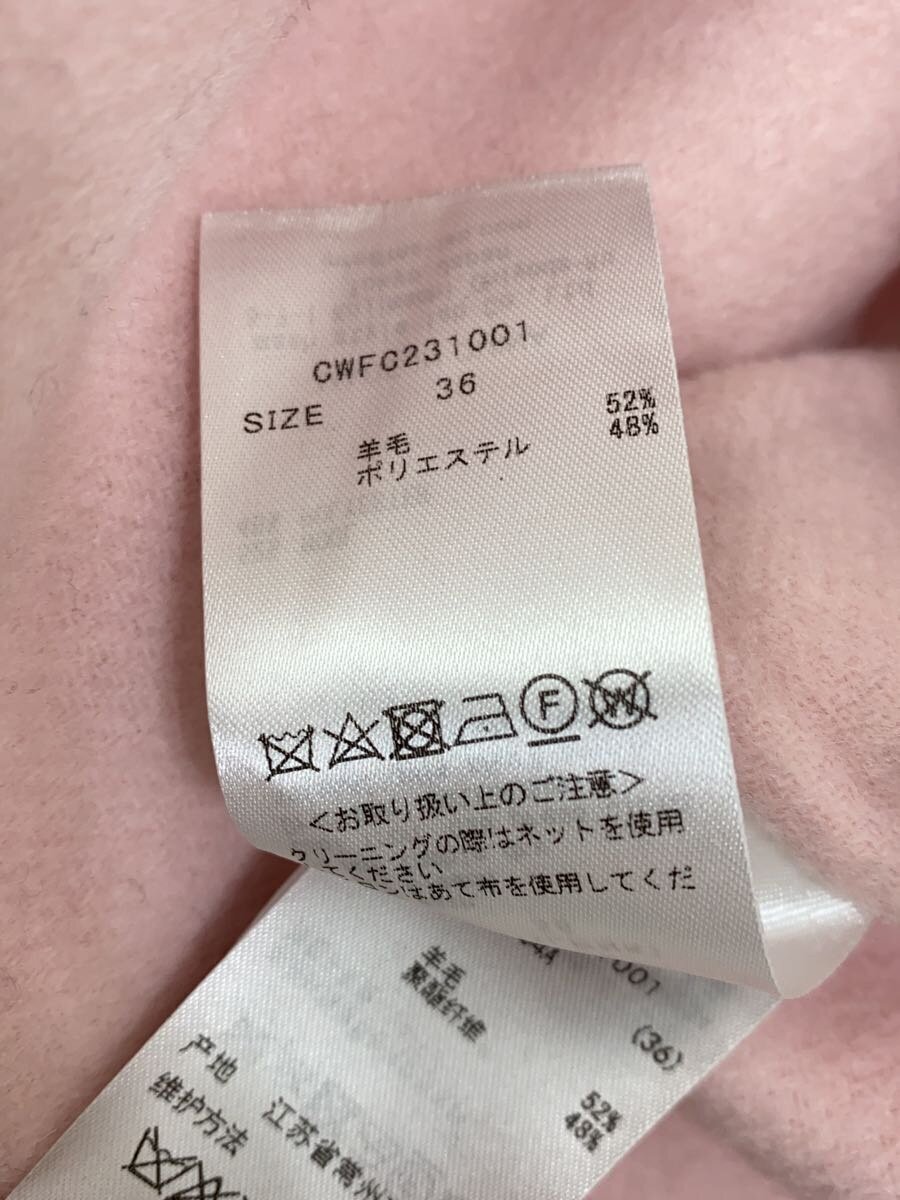 CWFC231001
SIZE 36
羊毛 52%
ポリエステル 48%
F
W
<お取り扱い上のご注意>
クリーニングの際はネットを使用
してください
はあて布を使用してくだ
001
(36)
羊毛 52%
聚酯纤维 48%
产地 江苏省常州
维护方法